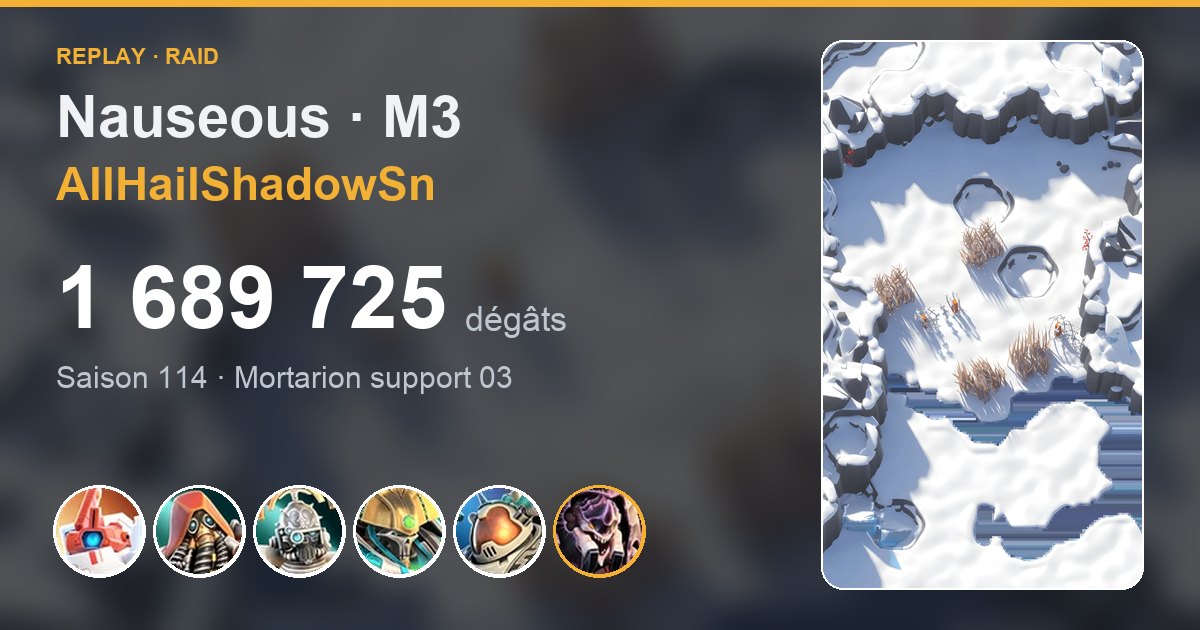 REPLAY · RAID
Nauseous · M3
AllHailShadowSn
1 689 725 dégâts
Saison 114 · Mortarion support 03